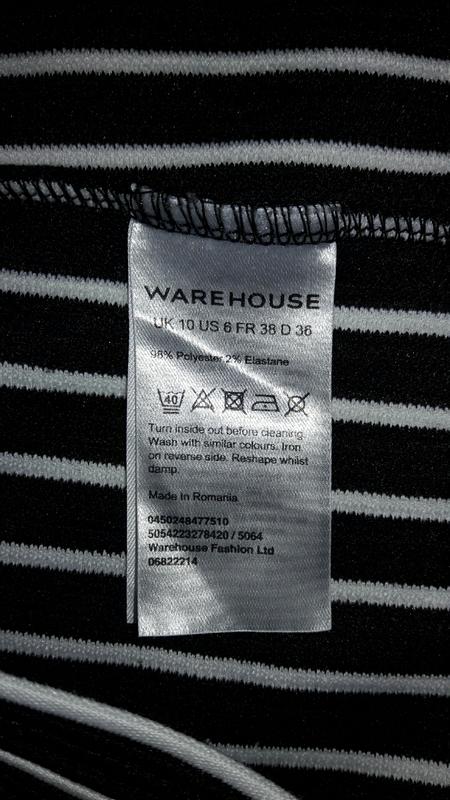 WAREHOUSE
UK 10 US 6 FR 38 D 36
98% Polyester 2% Elastane
40
Turn inside out before cleaning.
Wash with similar colours. Iron
on reverse side. Reshape whilst
damp.
Made in Romania
0450248477510
5054223278420 / 5064
Warehouse Fashion Ltd
06822214